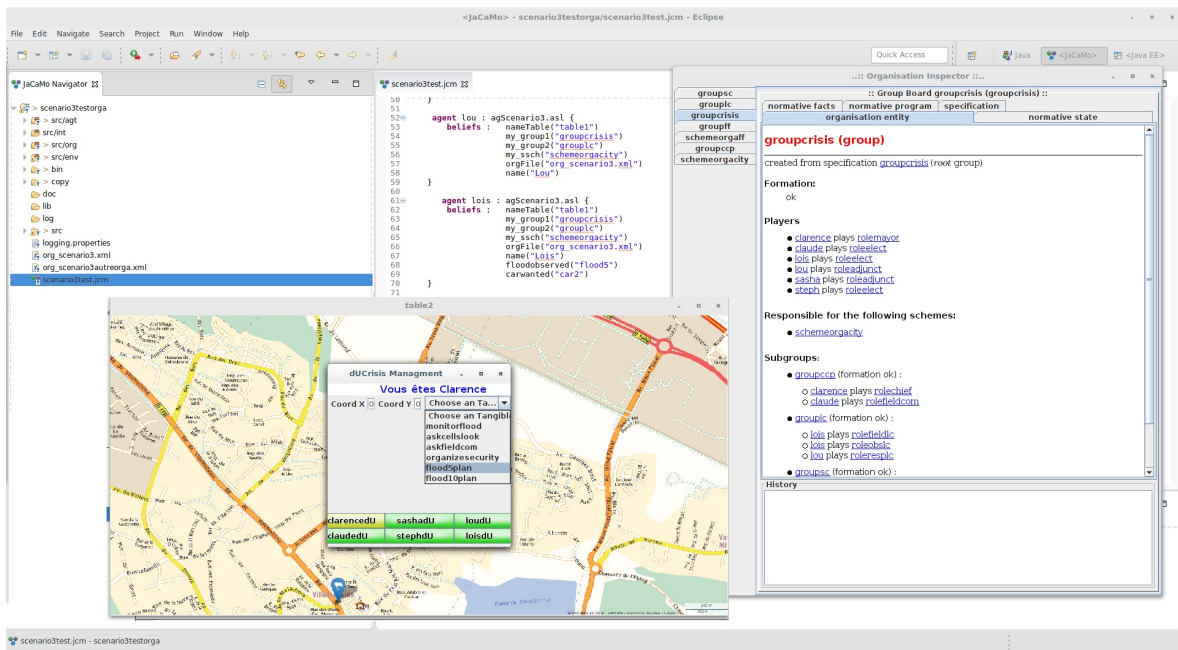 <JaCaMo> - scenario3testorga/scenario3test.jcm - Eclipse
File Edit Navigate Search Project Run Window Help
Quick Access
Java
<JaCaMo>
<Java EE>
JaCaMo Navigator
> scenario3testorga
> src/agt
src/int
> src/org
> src/env
> bin
> copy
doc
lib
log
> src
logging.properties
org_scenario3.xml
org_scenario3autreorga.xml
scenario3test.jcm
scenario3test.jcm
50 }
51
52 agent lou : agScenario3.asl {
53 beliefs : nameTable("table1")
54 my_group1("groupcrisis")
55 my_group2("grouplc")
56 my_ssch("schemeorgacity")
57 orgFile("org_scenario3.xml")
58 name("Lou")
59 }
60
61 agent lois : agScenario3.asl {
62 beliefs : nameTable("table1")
63 my_group1("groupcrisis")
64 my_group2("grouplc")
65 my_ssch("schemeorgacity")
66 orgFile("org_scenario3.xml")
67 name("Lois")
68 floodobserved("flood5")
69 carwanted("car2")
70 }
71
..:: Organisation Inspector ::..
groupsc
grouplc
groupcrisis
groupff
schemeorgaff
groupccp
schemeorgacity
:: Group Board groupcrisis (groupcrisis) ::
normative facts normative program specification
organisation entity normative state
groupcrisis (group)
created from specification groupcrisis (root group)
Formation:
ok
Players
clarence plays rolemayor
claude plays roleelect
lois plays roleelect
lou plays roleadjunct
sasha plays roleadjunct
steph plays roleelect
Responsible for the following schemes:
schemeorgacity
Subgroups:
groupccp (formation ok) :
clarence plays rolechief
claude plays rolefieldcom
grouplc (formation ok) :
lois plays rolefieldlc
lois plays roleobslc
lou plays roleresplc
groupsc (formation ok) :
History
table2
dUCrisis Managment
Vous êtes Clarence
Coord X 0 Coord Y 0 Choose an Ta...
Choose an Tangibl
monitorflood
askcellslook
askfieldcom
organizesecurity
flood5plan
flood10plan
clarencedU sashadU loudU
claudedU stephdU loisdU
scenario3test.jcm - scenario3testorga